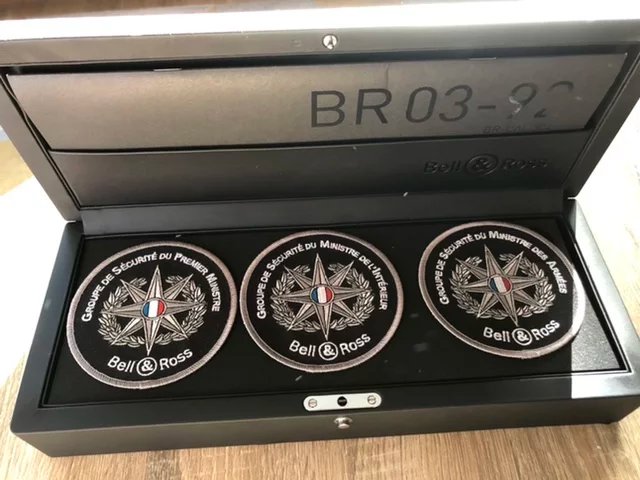 BR 03-92
Bell & Ross
GROUPE DE SÉCURITÉ DU PREMIER MINISTRE
Bell & Ross
GROUPE DE SÉCURITÉ DU MINISTRE DE L'INTÉRIEUR
Bell & Ross
GROUPE DE SÉCURITÉ DU MINISTRE DES ARMÉES
Bell & Ross